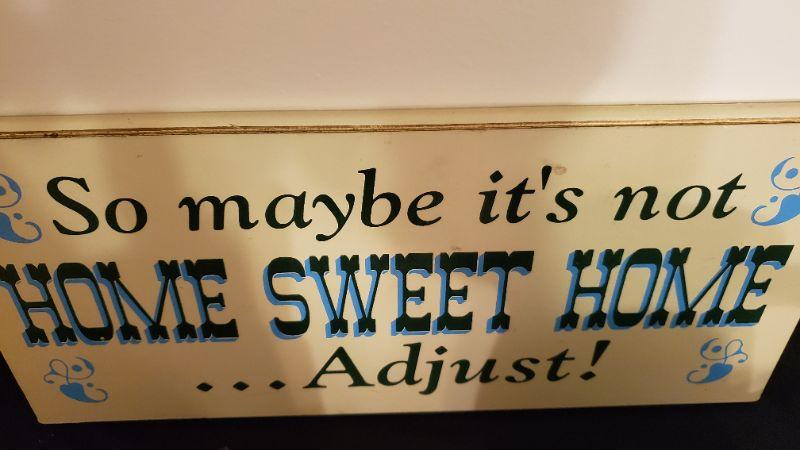 So maybe it's not
HOME SWEET HOME
...Adjust!